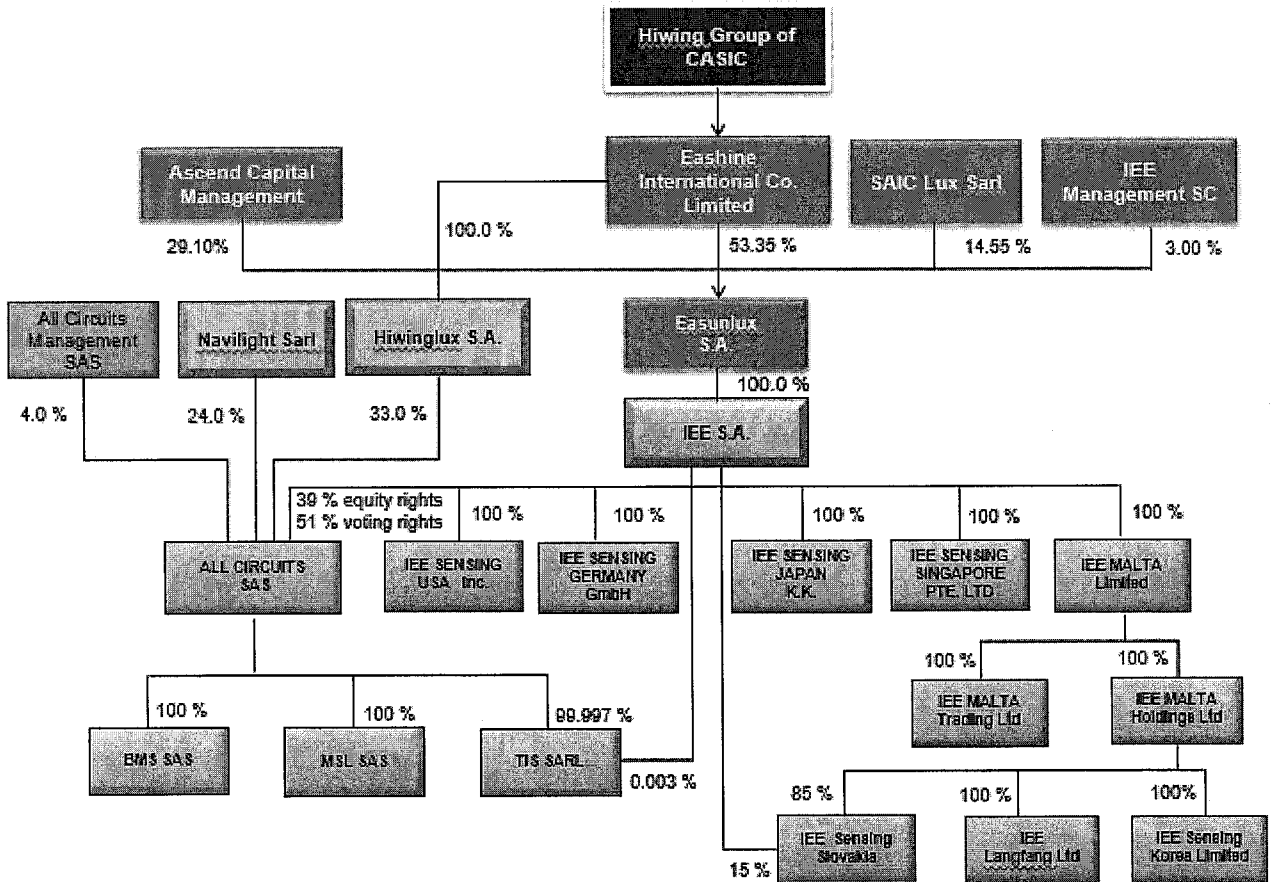 Hiwing Group of
CASIC
Ascend Capital
Management
Eashine
International Co.
Limited
SAIC Lux Sarl
IEE
Management SC
29.10%
100.0 %
53.35 %
14.55 %
3.00 %
All Circuits
Management
SAS
Navilight Sarl
Hiwinglux S.A.
Easunlux
S.A.
100.0 %
4.0 %
24.0 %
33.0 %
IEE S.A.
39 % equity rights
51 % voting rights
100 %
100 %
100 %
100 %
100 %
ALL CIRCUITS
SAS
IEE SENSING
USA Inc.
IEE SENSING
GERMANY
GmbH
IEE SENSING
JAPAN
K.K.
IEE SENSING
SINGAPORE
PTE. LTD
IEE MALTA
Limited
100 %
100 %
IEE MALTA
Trading Ltd
IEE MALTA
Holdings Ltd
100 %
100 %
99.997 %
BMS SAS
MSL SAS
TIS SARL
0.003 %
85 %
100 %
100%
IEE Sensing
Slovakia
IEE
Langfang Ltd
IEE Sensing
Korea Limited
15 %